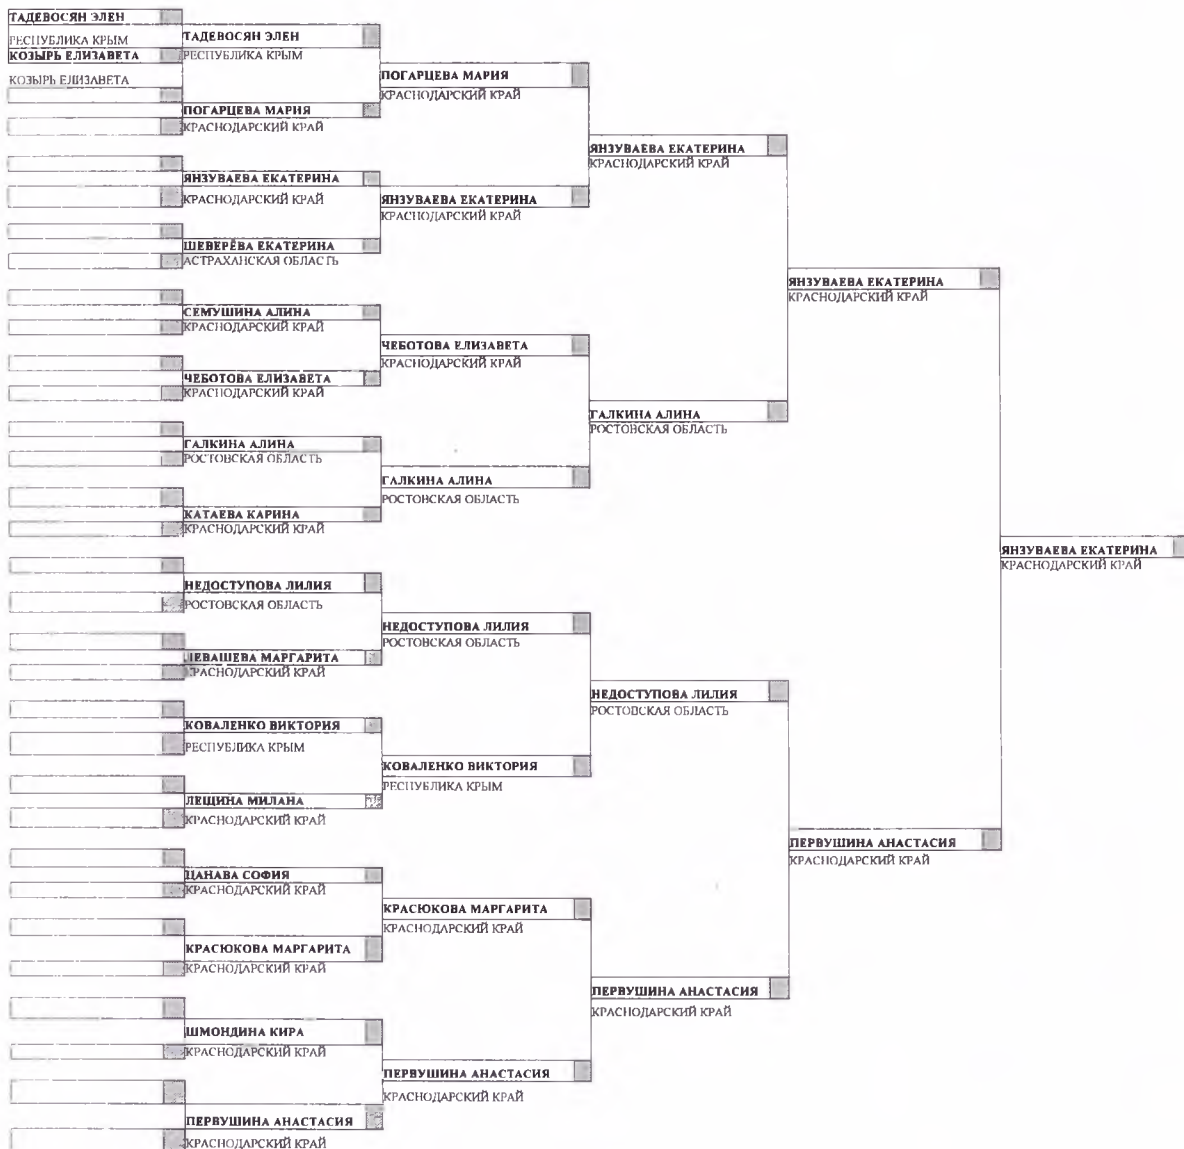 ТАДЕВОСЯН ЭЛЕН
РЕСПУБЛИКА КРЫМ
КОЗЫРЬ ЕЛИЗАВЕТА
КОЗЫРЬ ЕЛИЗАВЕТА
ТАДЕВОСЯН ЭЛЕН
РЕСПУБЛИКА КРЫМ
ПОГАРЦЕВА МАРИЯ
КРАСНОДАРСКИЙ КРАЙ
ЯНЗУВАЕВА ЕКАТЕРИНА
КРАСНОДАРСКИЙ КРАЙ
ШЕВЕРЁВА ЕКАТЕРИНА
АСТРАХАНСКАЯ ОБЛАСТЬ
СЕМУШИНА АЛИНА
КРАСНОДАРСКИЙ КРАЙ
ЧЕБОТОВА ЕЛИЗАВЕТА
КРАСНОДАРСКИЙ КРАЙ
ГАЛКИНА АЛИНА
РОСТОВСКАЯ ОБЛАСТЬ
КАТАЕВА КАРИНА
КРАСНОДАРСКИЙ КРАЙ
НЕДОСТУПОВА ЛИЛИЯ
РОСТОВСКАЯ ОБЛАСТЬ
ЛЕВАШЕВА МАРГАРИТА
КРАСНОДАРСКИЙ КРАЙ
КОВАЛЕНКО ВИКТОРИЯ
РЕСПУБЛИКА КРЫМ
ЛЕЩИНА МИЛАНА
КРАСНОДАРСКИЙ КРАЙ
ЦАНАВА СОФИЯ
КРАСНОДАРСКИЙ КРАЙ
КРАСЮКОВА МАРГАРИТА
КРАСНОДАРСКИЙ КРАЙ
ШМОНДИНА КИРА
КРАСНОДАРСКИЙ КРАЙ
ПЕРВУШИНА АНАСТАСИЯ
КРАСНОДАРСКИЙ КРАЙ
ПОГАРЦЕВА МАРИЯ
КРАСНОДАРСКИЙ КРАЙ
ЯНЗУВАЕВА ЕКАТЕРИНА
КРАСНОДАРСКИЙ КРАЙ
ЧЕБОТОВА ЕЛИЗАВЕТА
КРАСНОДАРСКИЙ КРАЙ
ГАЛКИНА АЛИНА
РОСТОВСКАЯ ОБЛАСТЬ
НЕДОСТУПОВА ЛИЛИЯ
РОСТОВСКАЯ ОБЛАСТЬ
КОВАЛЕНКО ВИКТОРИЯ
РЕСПУБЛИКА КРЫМ
КРАСЮКОВА МАРГАРИТА
КРАСНОДАРСКИЙ КРАЙ
ПЕРВУШИНА АНАСТАСИЯ
КРАСНОДАРСКИЙ КРАЙ
ЯНЗУВАЕВА ЕКАТЕРИНА
КРАСНОДАРСКИЙ КРАЙ
ГАЛКИНА АЛИНА
РОСТОВСКАЯ ОБЛАСТЬ
НЕДОСТУПОВА ЛИЛИЯ
РОСТОВСКАЯ ОБЛАСТЬ
ПЕРВУШИНА АНАСТАСИЯ
КРАСНОДАРСКИЙ КРАЙ
ЯНЗУВАЕВА ЕКАТЕРИНА
КРАСНОДАРСКИЙ КРАЙ
ПЕРВУШИНА АНАСТАСИЯ
КРАСНОДАРСКИЙ КРАЙ
ЯНЗУВАЕВА ЕКАТЕРИНА
КРАСНОДАРСКИЙ КРАЙ